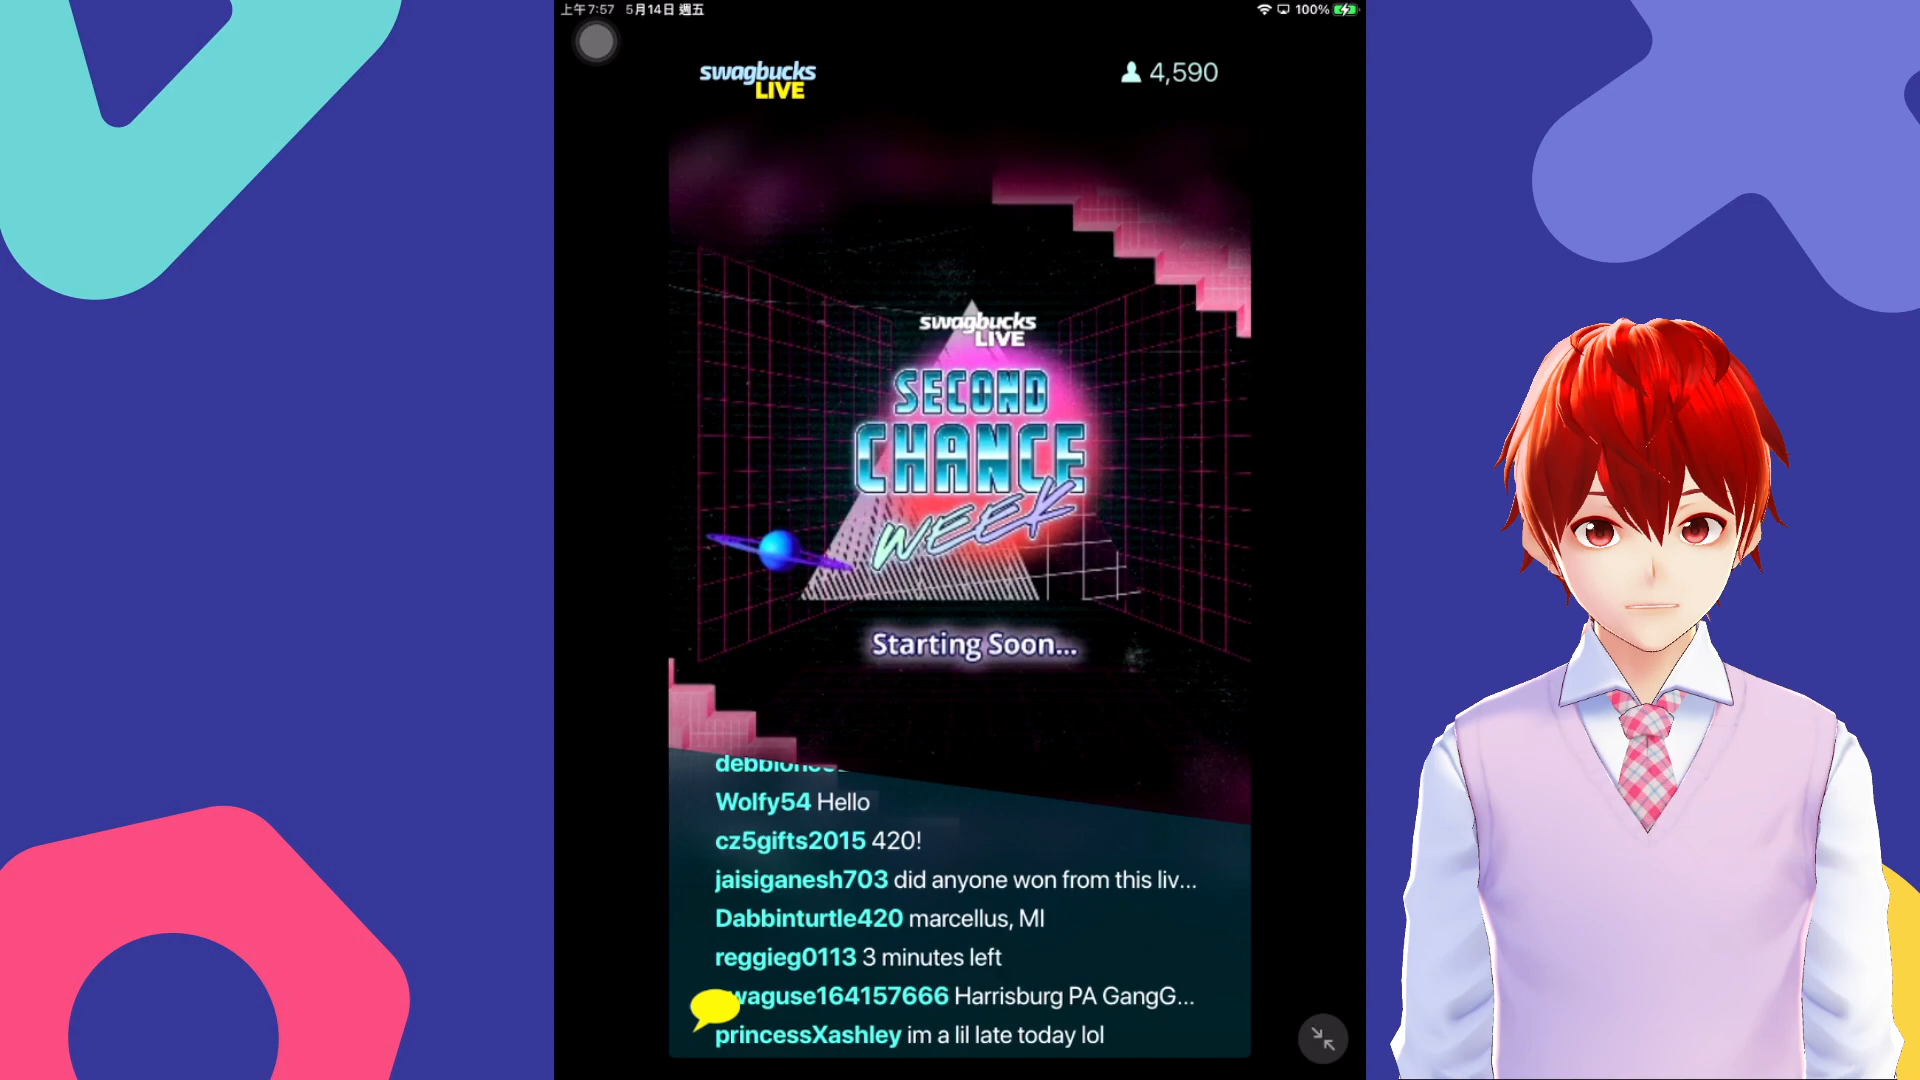 上午7:57 5月14日 週五
100%
swagbucks
LIVE
4,590
swagbucks
LIVE
SECOND
CHANCE
WEEK
Starting Soon...
Wolfy54 Hello
cz5gifts2015 420!
jaisiganesh703 did anyone won from this liv...
Dabbinturtle420 marcellus, MI
reggieg0113 3 minutes left
waguse164157666 Harrisburg PA GangG...
princessXashley im a lil late today lol